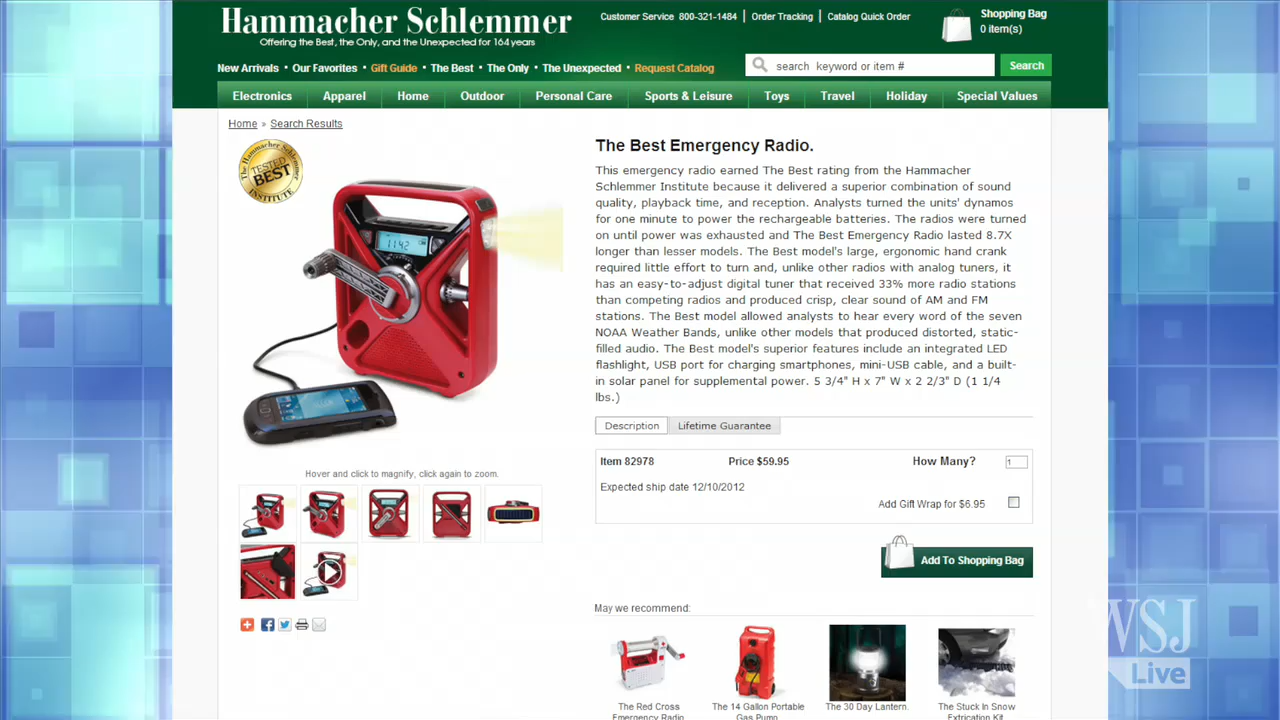 Hammacher Schlemmer
Offering the Best, the Only, and the Unexpected for 164 years
Customer Service 800-321-1484 | Order Tracking | Catalog Quick Order
Shopping Bag
0 item(s)
New Arrivals • Our Favorites • Gift Guide • The Best • The Only • The Unexpected • Request Catalog
search keyword or item #
Search
Electronics Apparel Home Outdoor Personal Care Sports & Leisure Toys Travel Holiday Special Values
Home » Search Results
The Hammacher Schlemmer
TESTED
BEST
INSTITUTE
1142
The Best Emergency Radio.
This emergency radio earned The Best rating from the Hammacher
Schlemmer Institute because it delivered a superior combination of sound
quality, playback time, and reception. Analysts turned the units' dynamos
for one minute to power the rechargeable batteries. The radios were turned
on until power was exhausted and The Best Emergency Radio lasted 8.7X
longer than lesser models. The Best model's large, ergonomic hand crank
required little effort to turn and, unlike other radios with analog tuners, it
has an easy-to-adjust digital tuner that received 33% more radio stations
than competing radios and produced crisp, clear sound of AM and FM
stations. The Best model allowed analysts to hear every word of the seven
NOAA Weather Bands, unlike other models that produced distorted, static-
filled audio. The Best model's superior features include an integrated LED
flashlight, USB port for charging smartphones, mini-USB cable, and a built-
in solar panel for supplemental power. 5 3/4" H x 7" W x 2 2/3" D (1 1/4
lbs.)
Description Lifetime Guarantee
Item 82978 Price $59.95 How Many? 1
Expected ship date 12/10/2012
Add Gift Wrap for $6.95
Add To Shopping Bag
Hover and click to magnify, click again to zoom.
May we recommend:
The Red Cross
Emergency Radio
The 14 Gallon Portable
Gas Pump
The 30 Day Lantern.
The Stuck In Snow
Extrication Kit
WSJ
Live